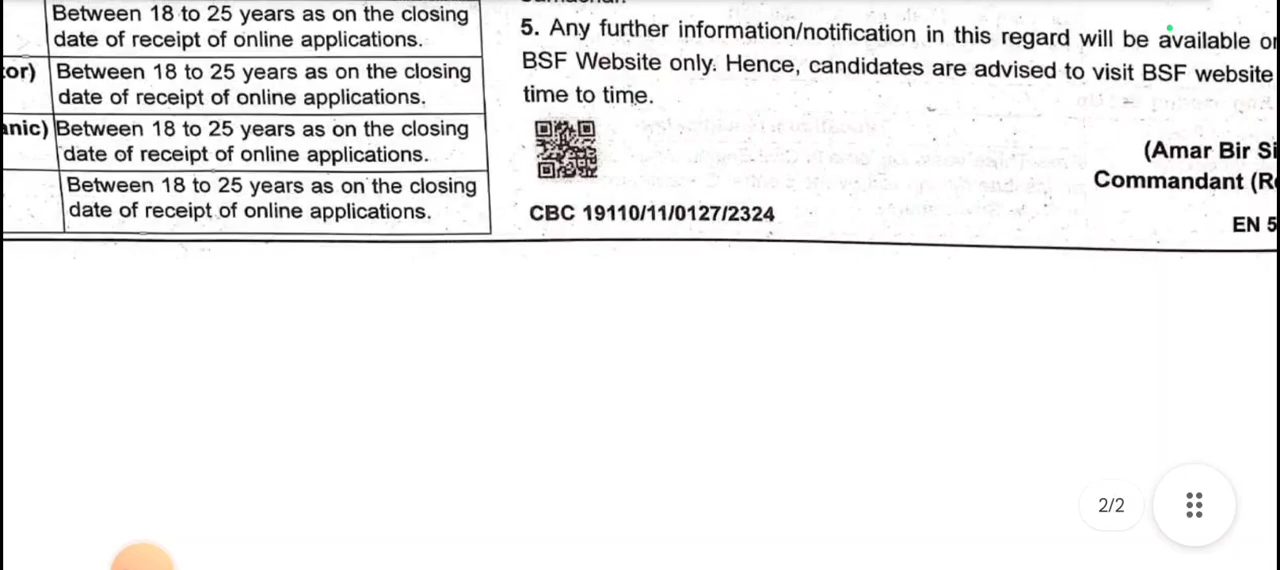 Between 18 to 25 years as on the closing
date of receipt of online applications.
tor) Between 18 to 25 years as on the closing
date of receipt of online applications.
anic) Between 18 to 25 years as on the closing
date of receipt of online applications.
Between 18 to 25 years as on the closing
date of receipt of online applications.
5. Any further information/notification in this regard will be available on
BSF Website only. Hence, candidates are advised to visit BSF website
time to time.
(Amar Bir Si
Commandant (Re
CBC 19110/11/0127/2324
EN 5
2/2